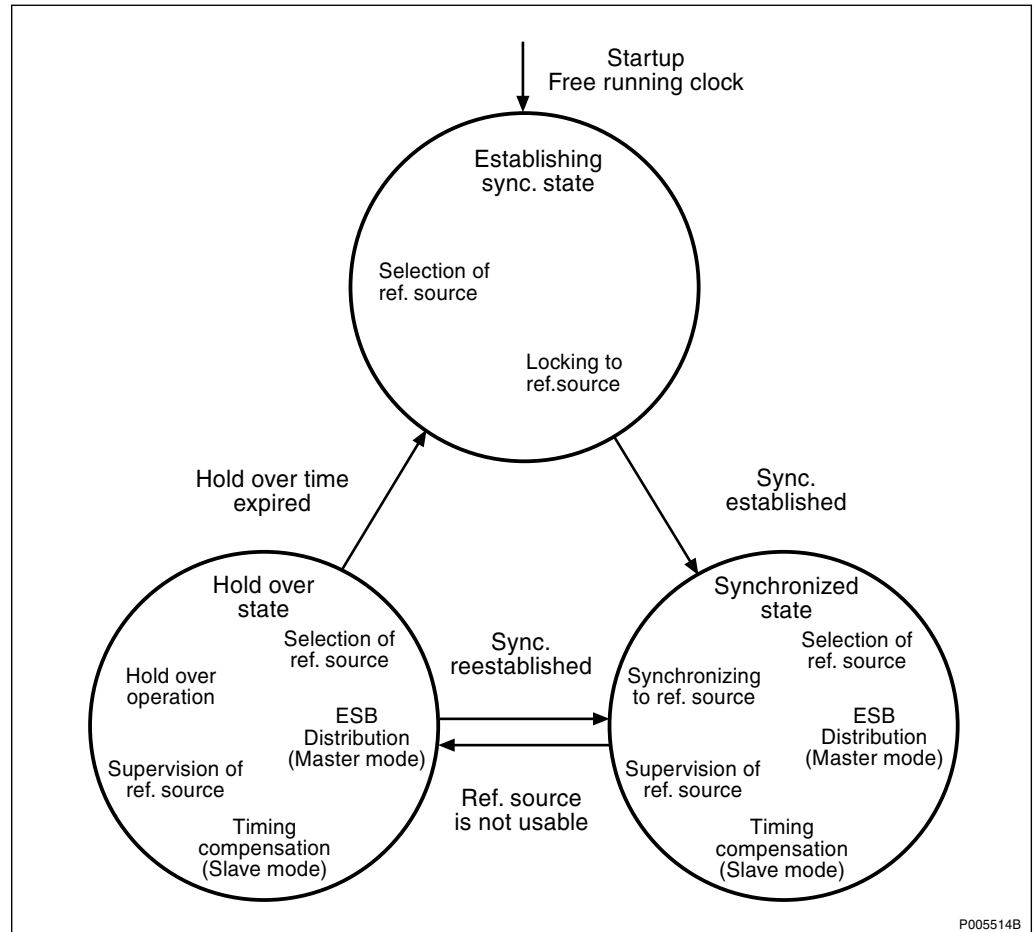 Startup
Free running clock
Establishing
sync. state
Selection of
ref. source
Locking to
ref.source
Hold over time
expired
Sync.
established
Hold over
state
Selection of
ref. source
Hold over
operation
ESB
Distribution
(Master mode)
Supervision of
ref. source
Timing
compensation
(Slave mode)
Sync.
reestablished
Ref. source
is not usable
Synchronized
state
Selection of
ref. source
Synchronizing
to ref. source
ESB
Distribution
(Master mode)
Supervision of
ref. source
Timing
compensation
(Slave mode)
P005514B